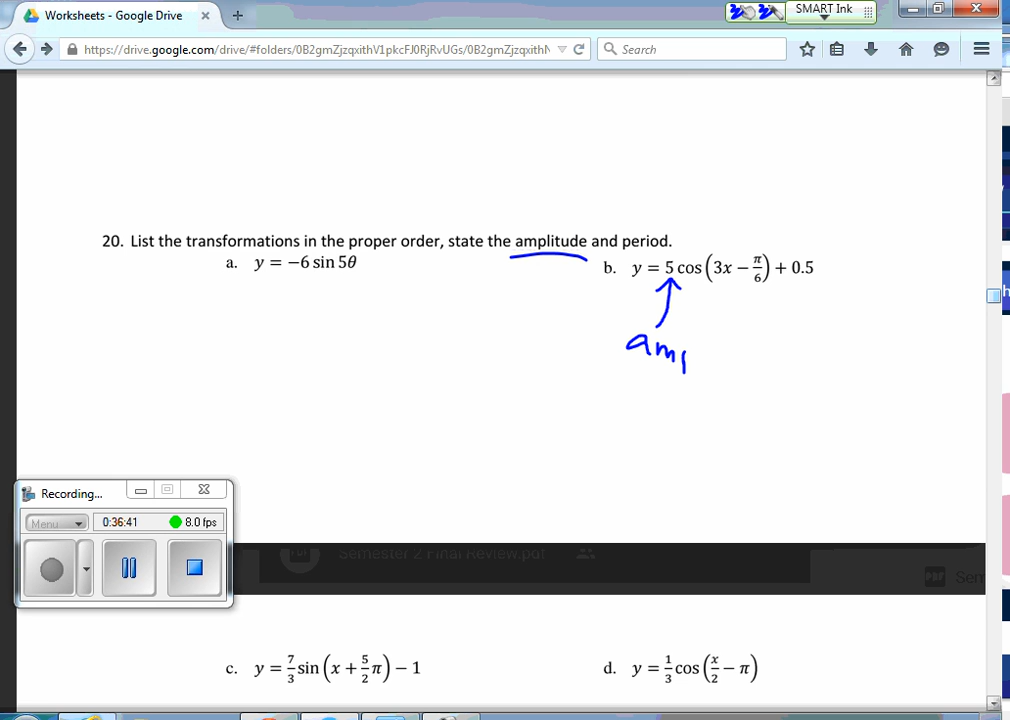 Worksheets - Google Drive
SMART Ink
https://drive.google.com/drive/#folders/0B2gmZjzqxithV1pkcFJ0RjRvUGs/0B2gmZjzqxith
Search
20. List the transformations in the proper order, state the amplitude and period.
a. y = −6 sin 5θ
b. y = 5 cos(3x − π/6) + 0.5
am
Recording...
Menu
0:36:41
8.0 fps
Semester 2 Final Review.pdf
PDF
Sem
c. y = 7/3 sin(x + 5/2 π) − 1
d. y = 1/3 cos(x/2 − π)